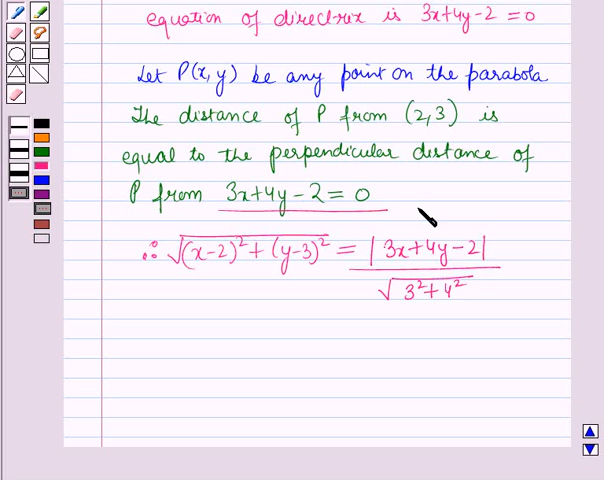 equation of directrix is 3x+4y-2=0
Let P(x, y) be any point on the parabola
The distance of P from (2,3) is
equal to the perpendicular distance of
P from 3x+4y-2=0
∴ √(x-2)²+(y-3)² = |3x+4y-2|
√3²+4²